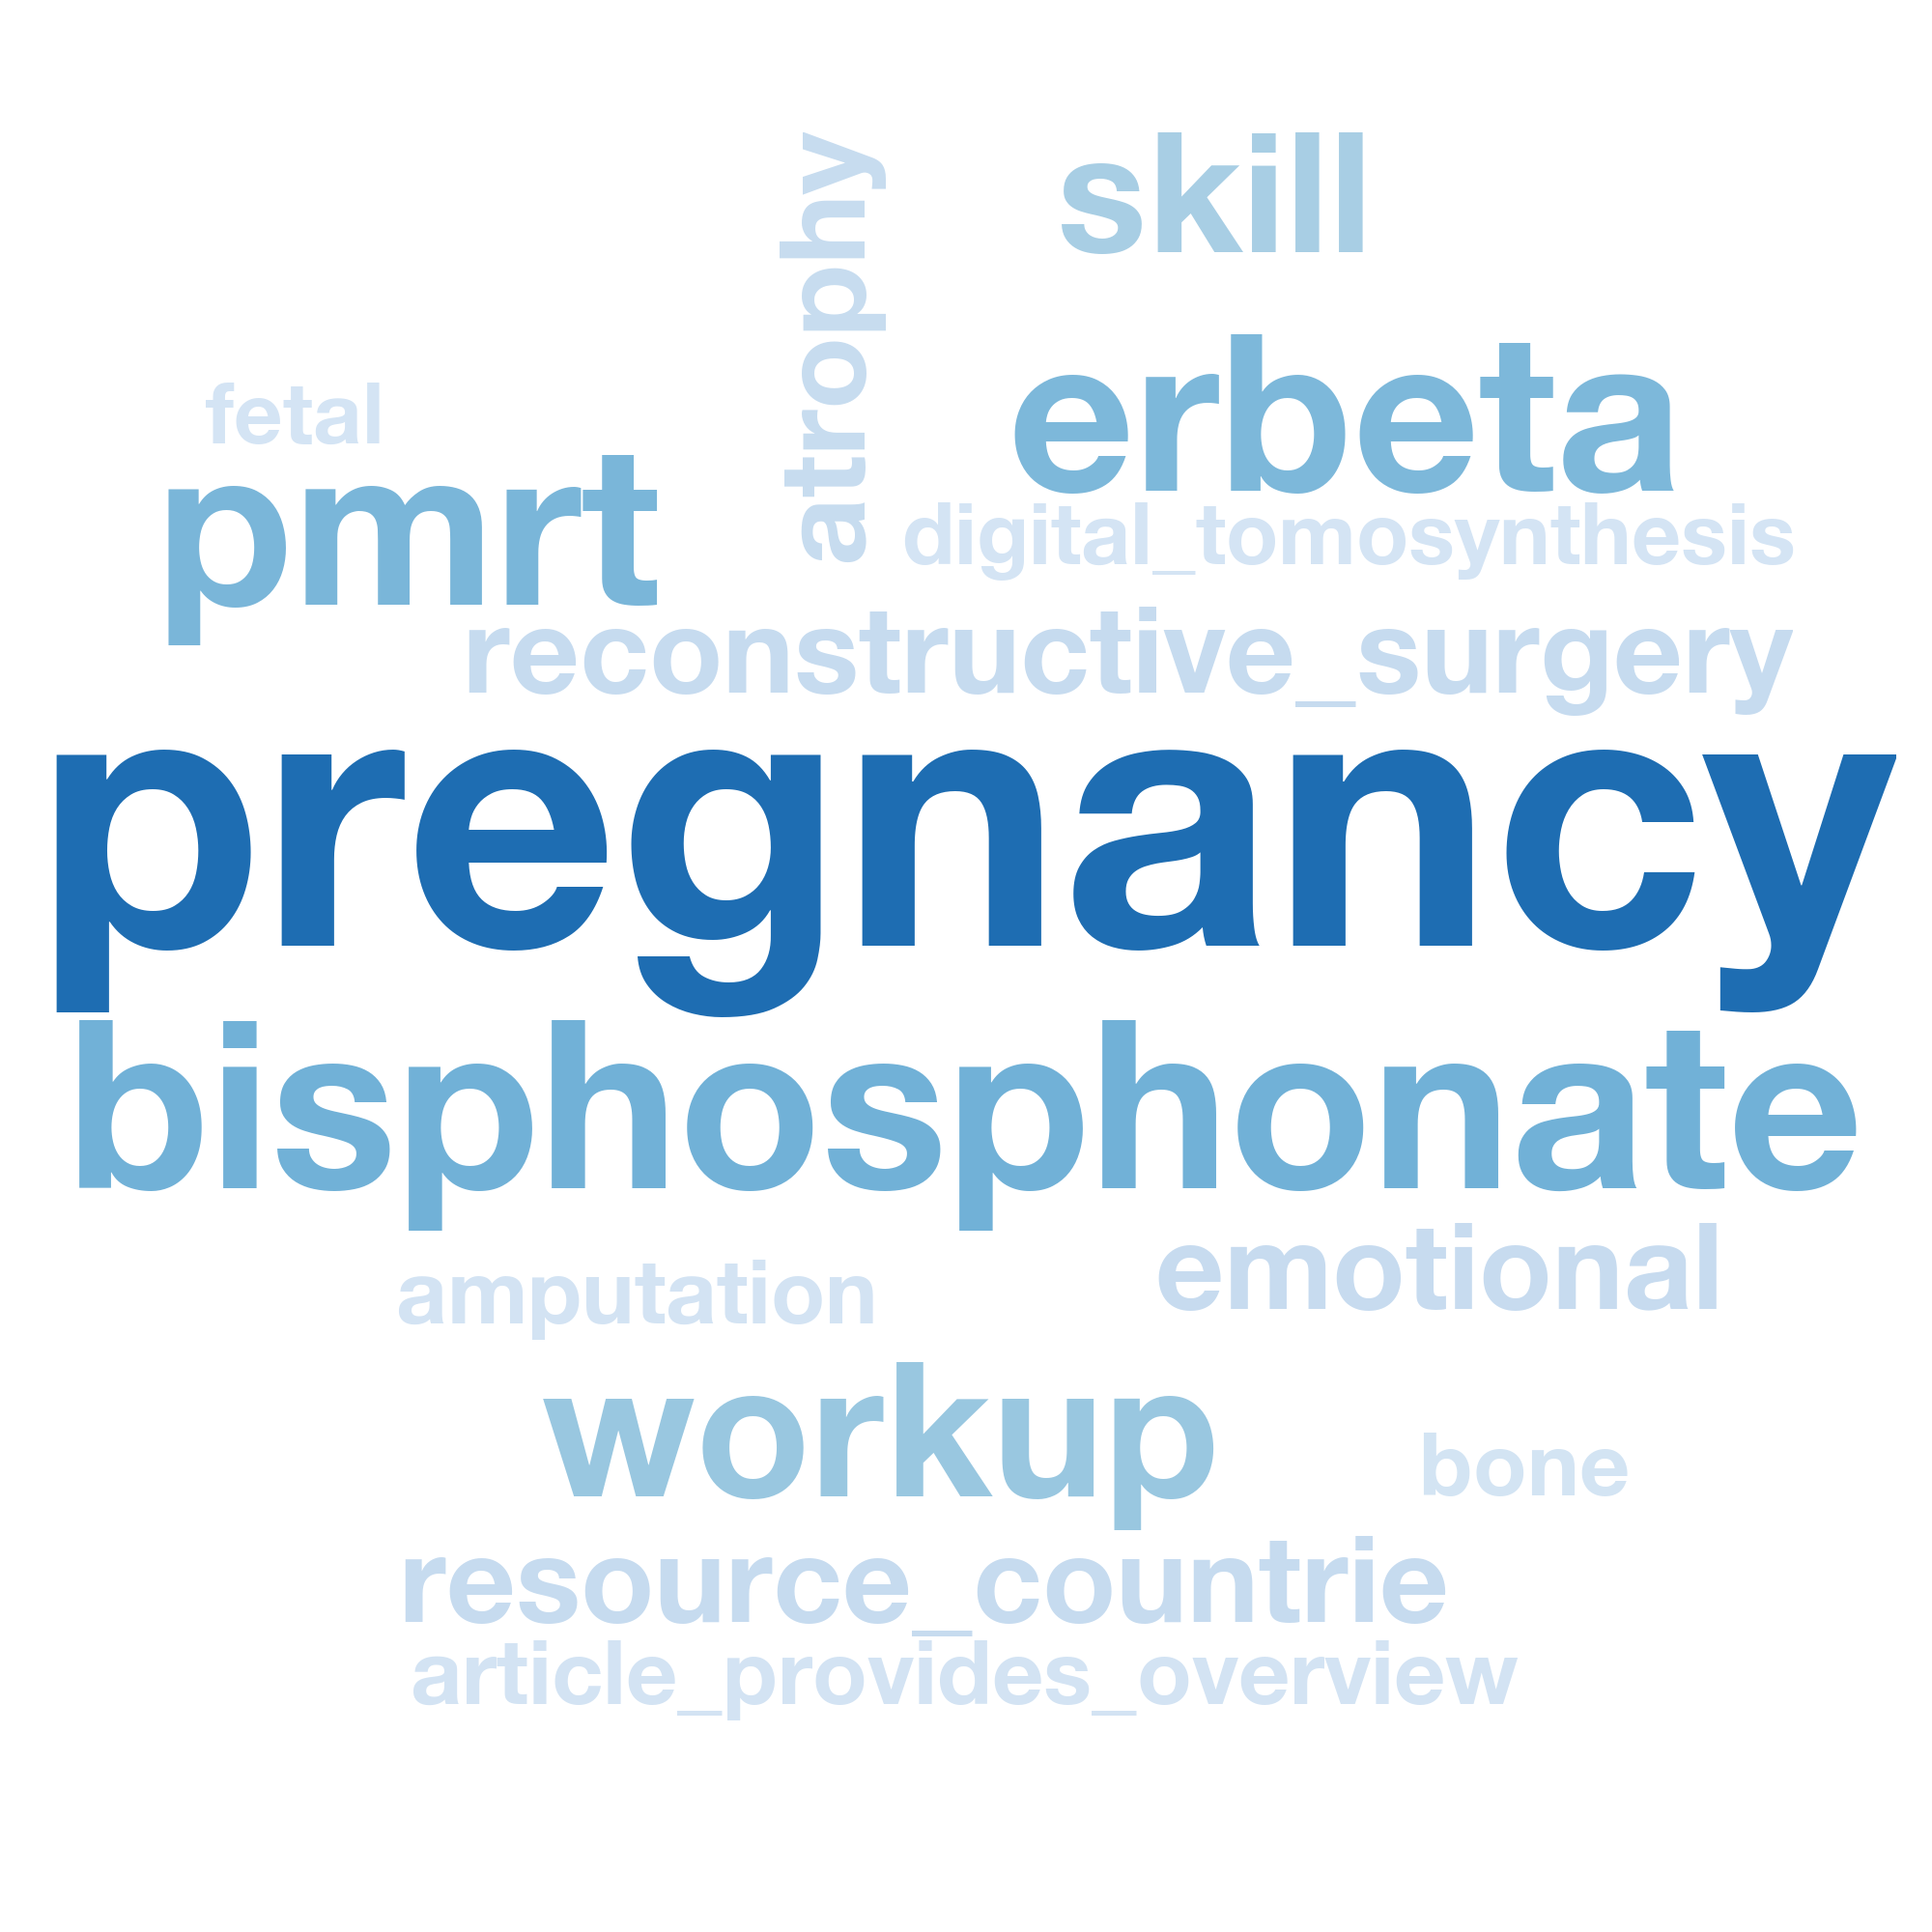 skill
atrophy
erbeta
fetal
pmrt
digital_tomosynthesis
reconstructive_surgery
pregnancy
bisphosphonate
emotional
amputation
workup
bone
resource_countrie
article_provides_overview